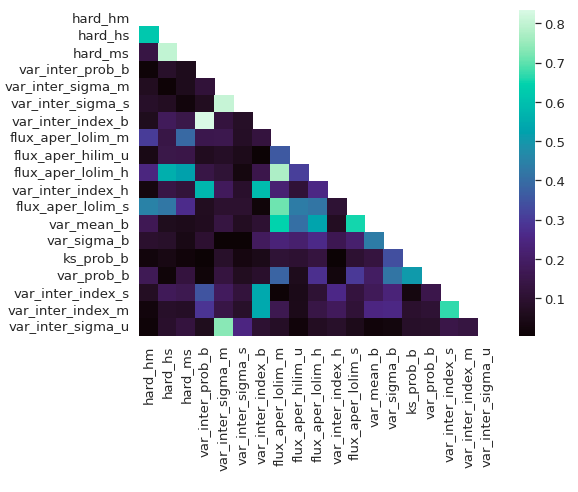 hard_hm
hard_hs
hard_ms
var_inter_prob_b
var_inter_sigma_m
var_inter_sigma_s
var_inter_index_b
flux_aper_lolim_m
flux_aper_hilim_u
flux_aper_lolim_h
var_inter_index_h
flux_aper_lolim_s
var_mean_b
var_sigma_b
ks_prob_b
var_prob_b
var_inter_index_s
var_inter_index_m
var_inter_sigma_u
hard_hm
hard_hs
hard_ms
var_inter_prob_b
var_inter_sigma_m
var_inter_sigma_s
var_inter_index_b
flux_aper_lolim_m
flux_aper_hilim_u
flux_aper_lolim_h
var_inter_index_h
flux_aper_lolim_s
var_mean_b
var_sigma_b
ks_prob_b
var_prob_b
var_inter_index_s
var_inter_index_m
var_inter_sigma_u
0.8
0.7
0.6
0.5
0.4
0.3
0.2
0.1